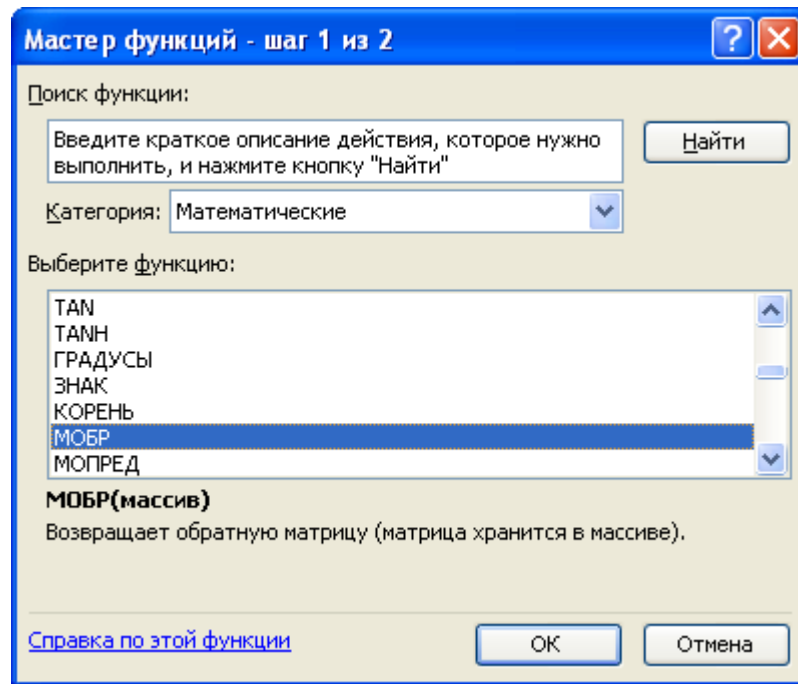 Мастер функций - шаг 1 из 2
Поиск функции:
Введите краткое описание действия, которое нужно
выполнить, и нажмите кнопку "Найти"
Найти
Категория: Математические
Выберите функцию:
TAN
TANH
ГРАДУСЫ
ЗНАК
КОРЕНЬ
МОБР
МОПРЕД
МОБР(массив)
Возвращает обратную матрицу (матрица хранится в массиве).
Справка по этой функции
ОК
Отмена